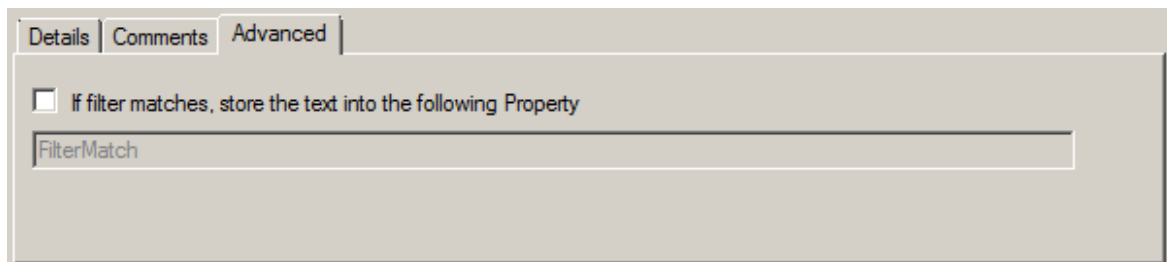 Details Comments Advanced
If filter matches, store the text into the following Property
FilterMatch